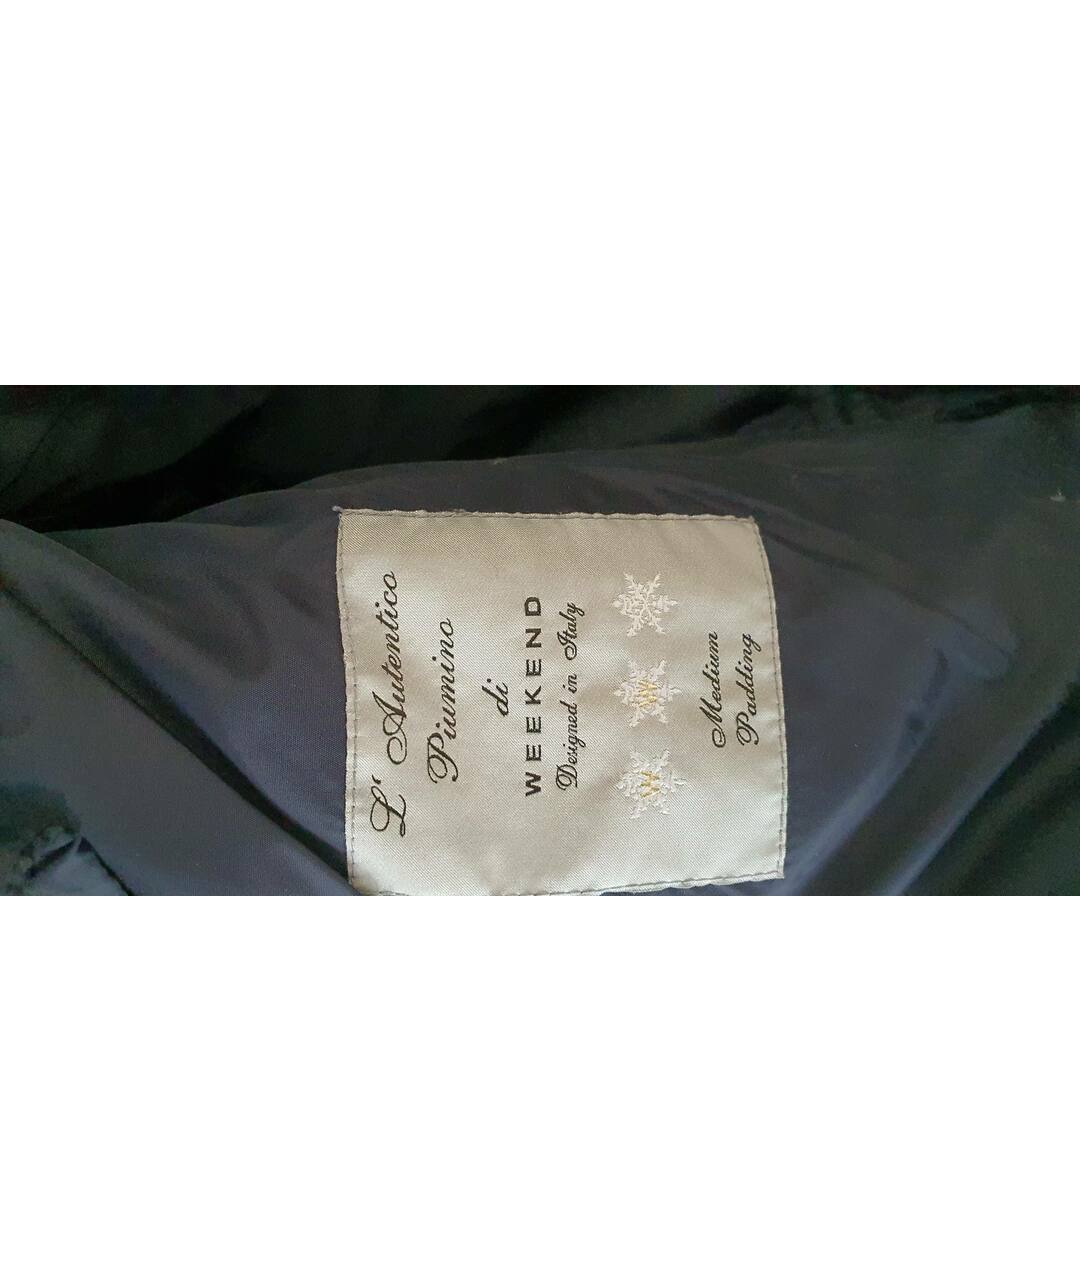 L' Autentico
Piumino
di
WEEKEND
Designed in Italy
W W
Medium
Padding